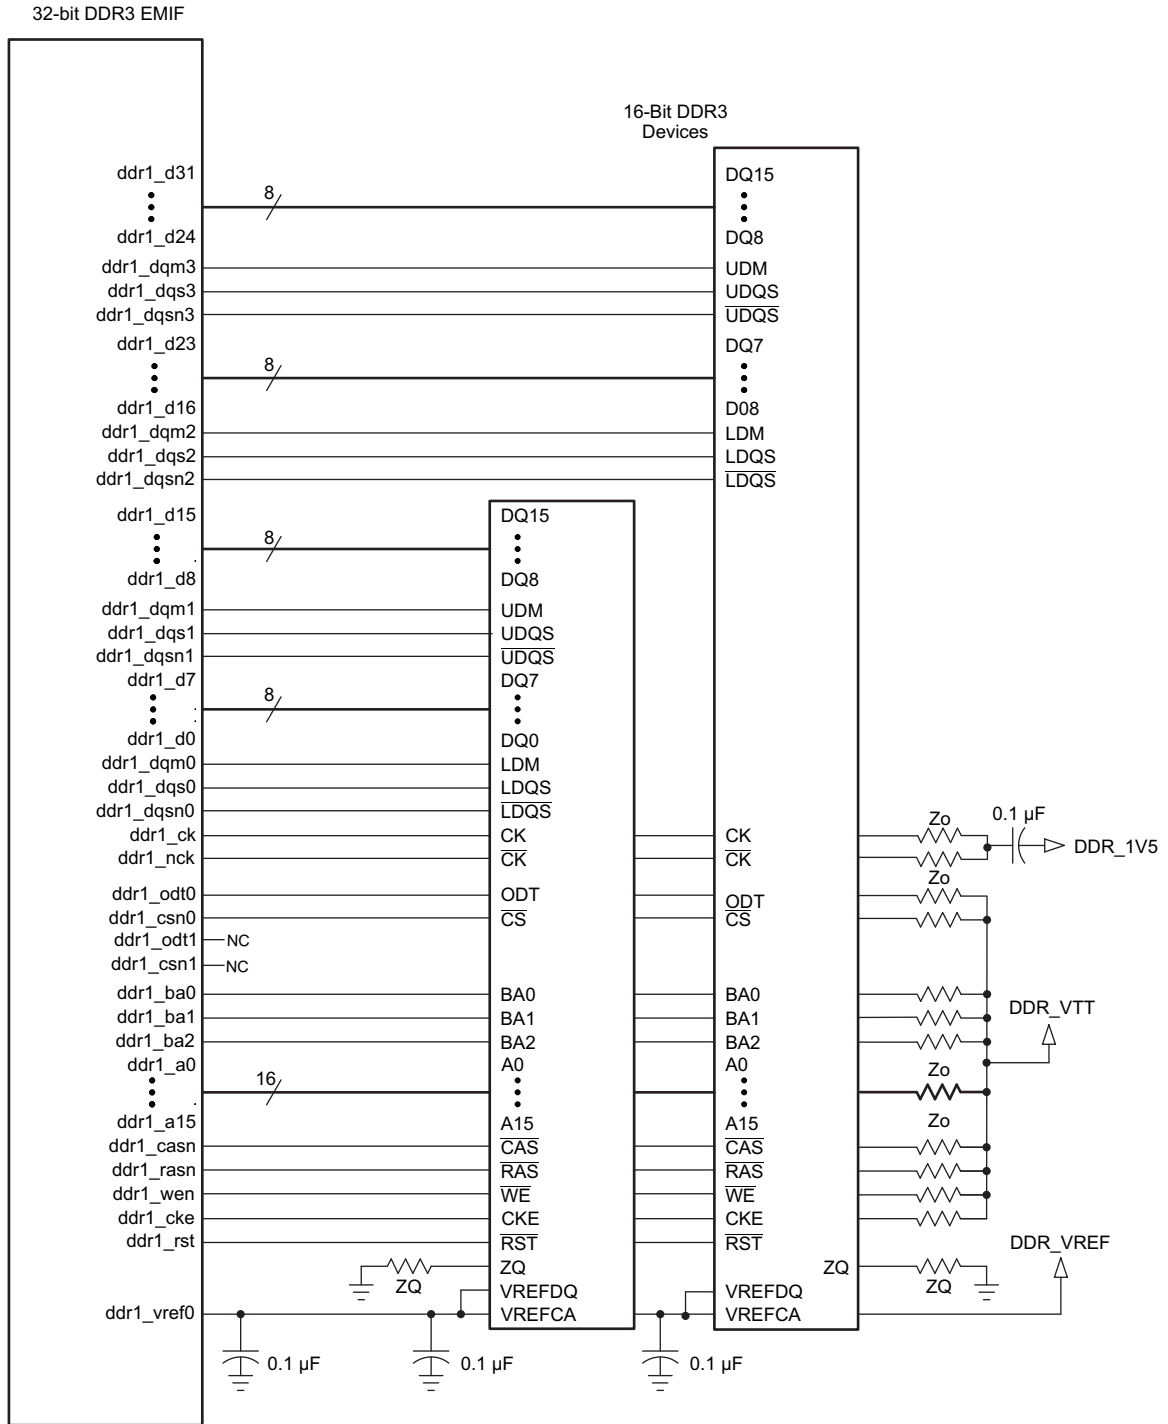 32-bit DDR3 EMIF
16-Bit DDR3
Devices
ddr1_d31
8
DQ15
ddr1_d24
DQ8
ddr1_dqm3
UDM
ddr1_dqs3
UDQS
ddr1_dqsn3
UDQS
ddr1_d23
8
DQ7
ddr1_d16
D08
ddr1_dqm2
LDM
ddr1_dqs2
LDQS
ddr1_dqsn2
LDQS
ddr1_d15
8
DQ15
ddr1_d8
DQ8
ddr1_dqm1
UDM
ddr1_dqs1
UDQS
ddr1_dqsn1
UDQS
ddr1_d7
8
DQ7
ddr1_d0
DQ0
ddr1_dqm0
LDM
ddr1_dqs0
LDQS
ddr1_dqsn0
LDQS
ddr1_ck
CK
CK
Zo
0.1 µF
DDR_1V5
ddr1_nck
CK
CK
Zo
ddr1_odt0
ODT
ODT
ddr1_csn0
CS
CS
ddr1_odt1
NC
ddr1_csn1
NC
ddr1_ba0
BA0
BA0
ddr1_ba1
BA1
BA1
DDR_VTT
ddr1_ba2
BA2
BA2
ddr1_a0
16
A0
A0
Zo
ddr1_a15
A15
A15
Zo
ddr1_casn
CAS
CAS
ddr1_rasn
RAS
RAS
ddr1_wen
WE
WE
ddr1_cke
CKE
CKE
ddr1_rst
RST
RST
DDR_VREF
ZQ
ZQ
ZQ
ZQ
VREFDQ
VREFDQ
ddr1_vref0
VREFCA
VREFCA
0.1 µF
0.1 µF
0.1 µF